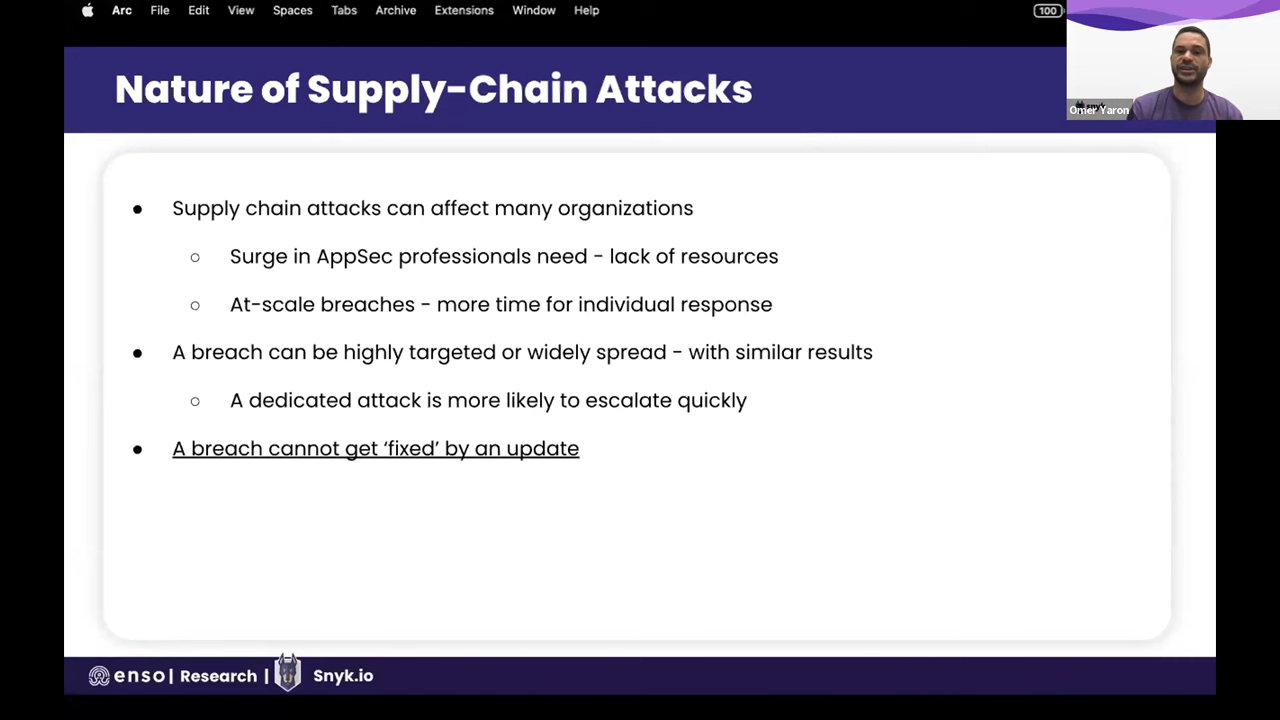 Arc File Edit View Spaces Tabs Archive Extensions Window Help
100
Nature of Supply-Chain Attacks
Omer Yaron
● Supply chain attacks can affect many organizations
○ Surge in AppSec professionals need - lack of resources
○ At-scale breaches - more time for individual response
● A breach can be highly targeted or widely spread - with similar results
○ A dedicated attack is more likely to escalate quickly
● A breach cannot get ‘fixed’ by an update
enso | Research | Snyk.io